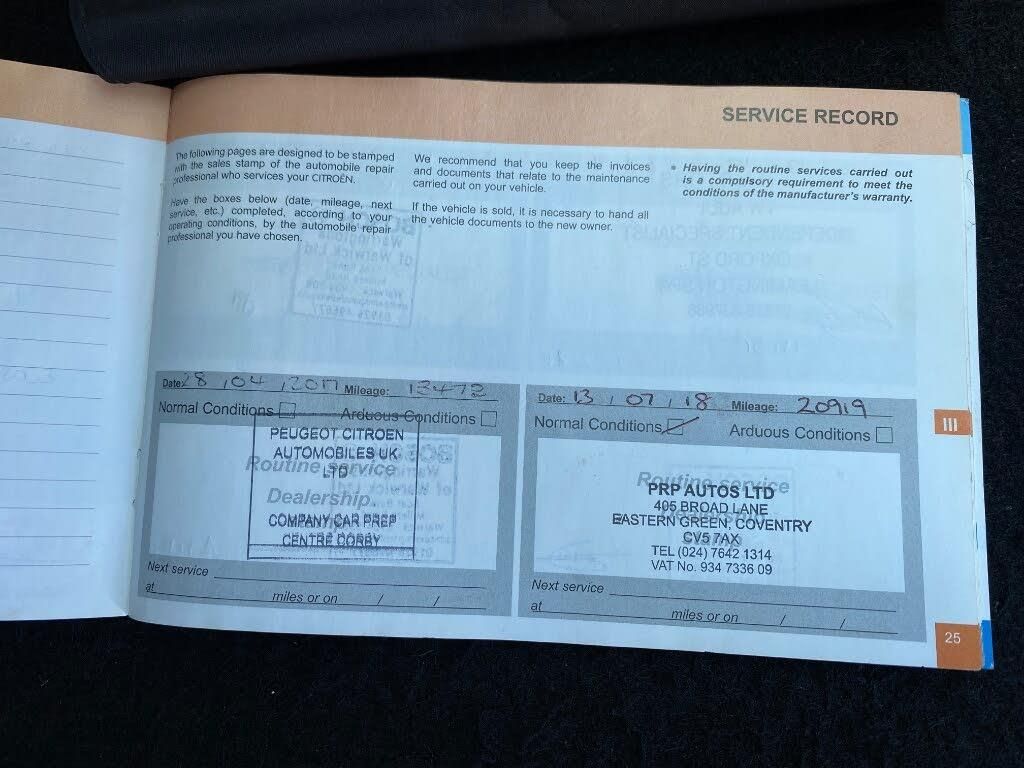 SERVICE RECORD
The following pages are designed to be stamped
with the sales stamp of the automobile repair
professional who services your CITROËN.
Have the boxes below (date, mileage, next
service, etc.) completed, according to your
operating conditions, by the automobile repair
professional you have chosen.
We recommend that you keep the invoices
and documents that relate to the maintenance
carried out on your vehicle.
If the vehicle is sold, it is necessary to hand all
the vehicle documents to the new owner.
• Having the routine services carried out
is a compulsory requirement to meet the
conditions of the manufacturer's warranty.
Date: 28 / 04 / 2017 Mileage: 13473
Normal Conditions Arduous Conditions
PEUGEOT CITROEN
AUTOMOBILES UK
LTD
Routine service
Dealership
COMPANY CAR PREP
CENTRE CORBY
Next service
at miles or on / /
Date: 13 / 07 / 18 Mileage: 20919
Normal Conditions Arduous Conditions
Routine service
PRP AUTOS LTD
405 BROAD LANE
EASTERN GREEN, COVENTRY
CV5 7AX
TEL (024) 7642 1314
VAT No. 934 7336 09
Next service
at miles or on / /
III
25